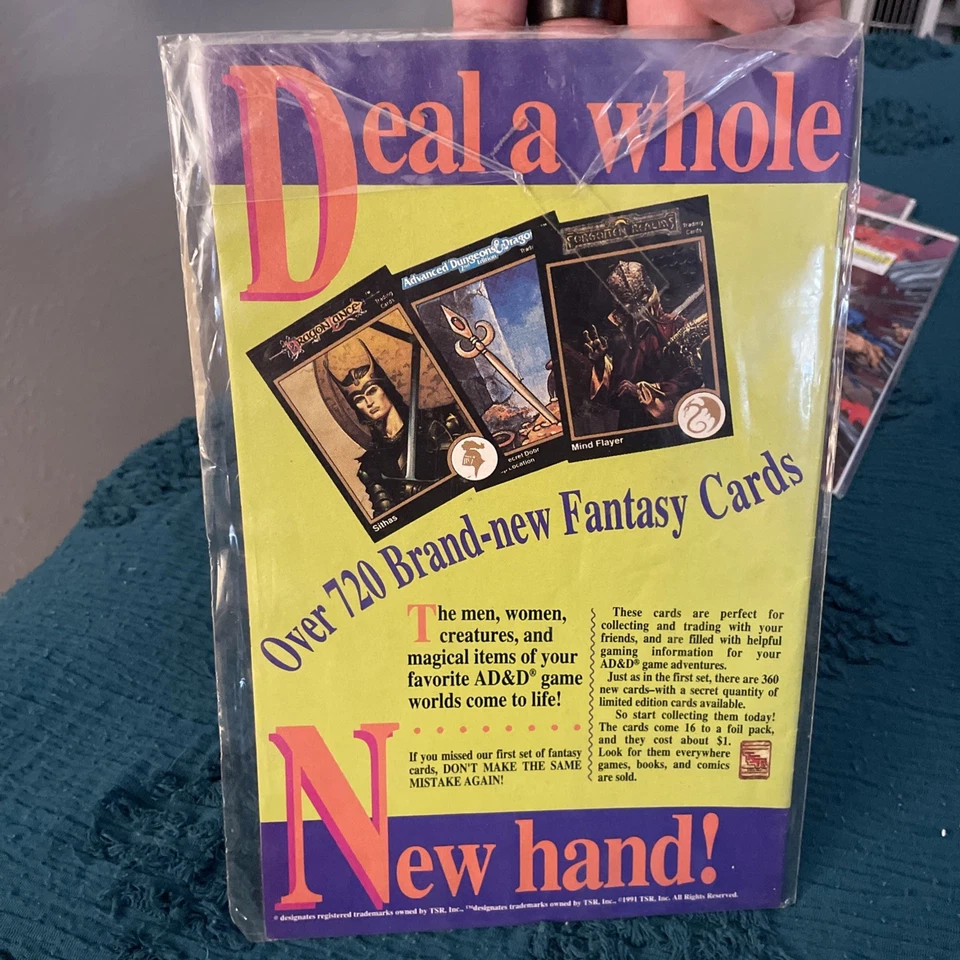 Deal a whole
DragonLance
Trading
Cards
Sithas
Advanced Dungeons & Drago
2nd Edition
Tradi
ecret Door
Location
FORGOTTEN REALMS
Trading
Cards
Mind Flayer
Over 720 Brand-new Fantasy Cards
The men, women,
creatures, and
magical items of your
favorite AD&D® game
worlds come to life!
If you missed our first set of fantasy
cards, DON'T MAKE THE SAME
MISTAKE AGAIN!
These cards are perfect for
collecting and trading with your
friends, and are filled with helpful
gaming information for your
AD&D® game adventures.
Just as in the first set, there are 360
new cards–with a secret quantity of
limited edition cards available.
So start collecting them today!
The cards come 16 to a foil pack,
and they cost about $1.
Look for them everywhere
games, books, and comics
are sold.
New hand!
® designates registered trademarks owned by TSR, Inc., ™designates trademarks owned by TSR, Inc., ©1991 TSR, Inc. All Rights Reserved.